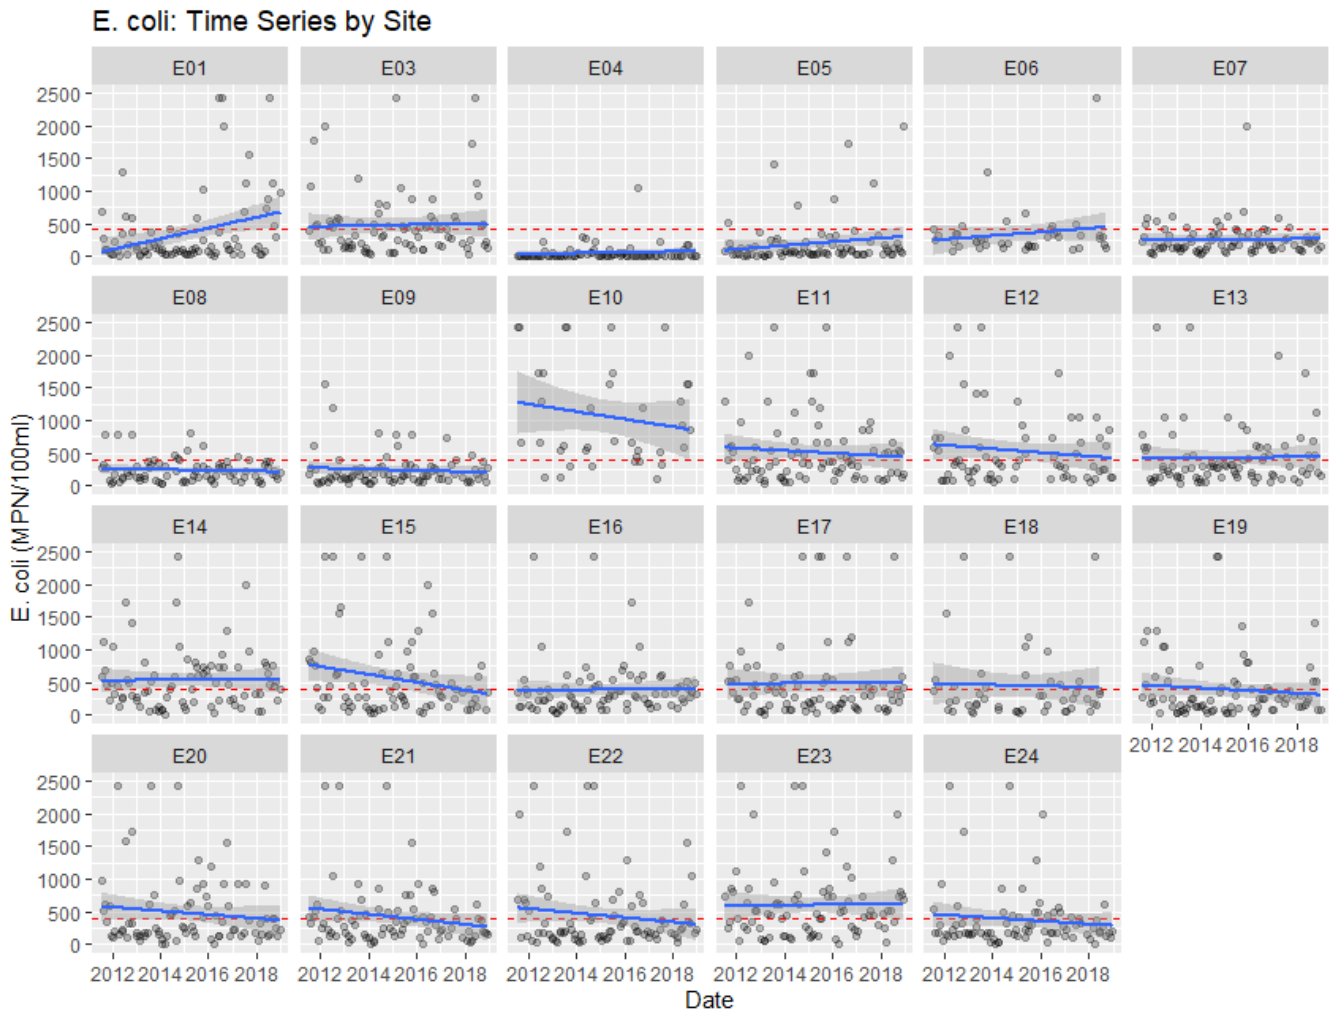 E. coli: Time Series by Site
E01 E03 E04 E05 E06 E07
2500
2000
1500
1000
500
0
E08 E09 E10 E11 E12 E13
2500
2000
1500
1000
500
0
E14 E15 E16 E17 E18 E19
2500
2000
1500
1000
500
0
2012 2014 2016 2018
E20 E21 E22 E23 E24
2500
2000
1500
1000
500
0
2012 2014 2016 2018 2012 2014 2016 2018 2012 2014 2016 2018 2012 2014 2016 2018 2012 2014 2016 2018
Date
E. coli (MPN/100ml)